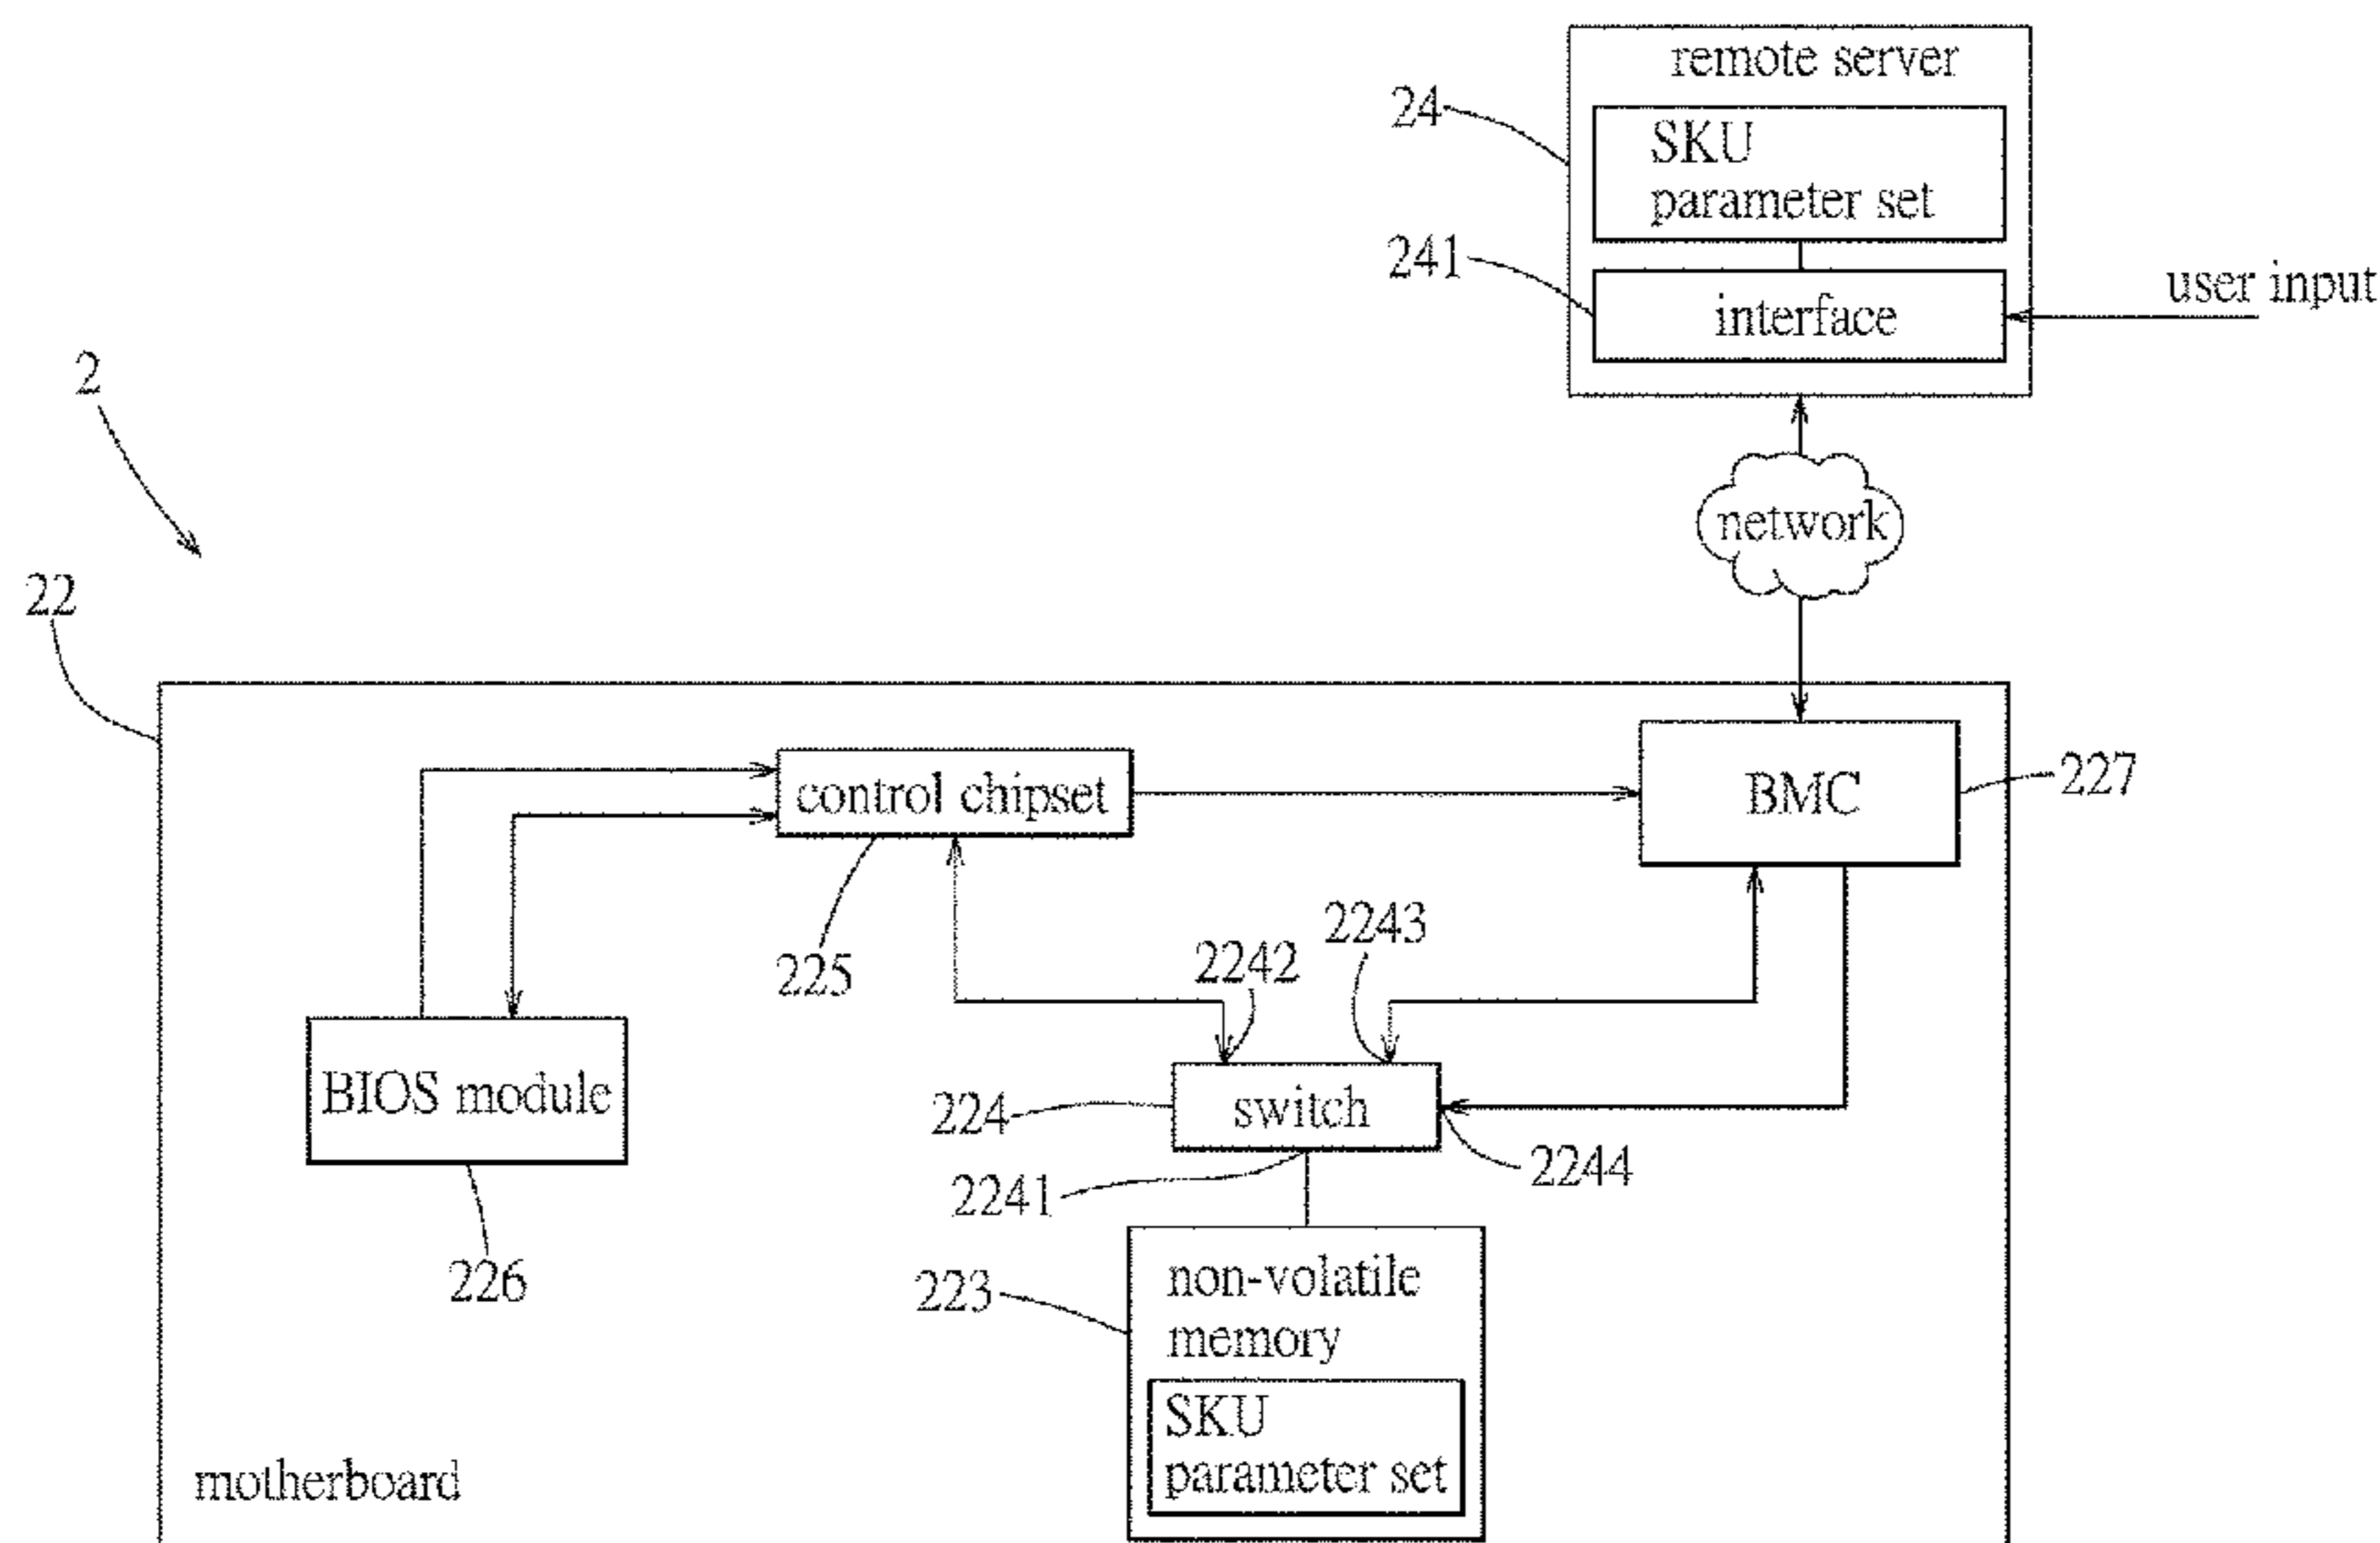 remote server
24
SKU
parameter set
241
interface
user input
2
network
22
control chipset
BMC
227
225
2242
2243
BIOS module
224
switch
2241
2244
226
223
non-volatile
memory
SKU
parameter set
motherboard